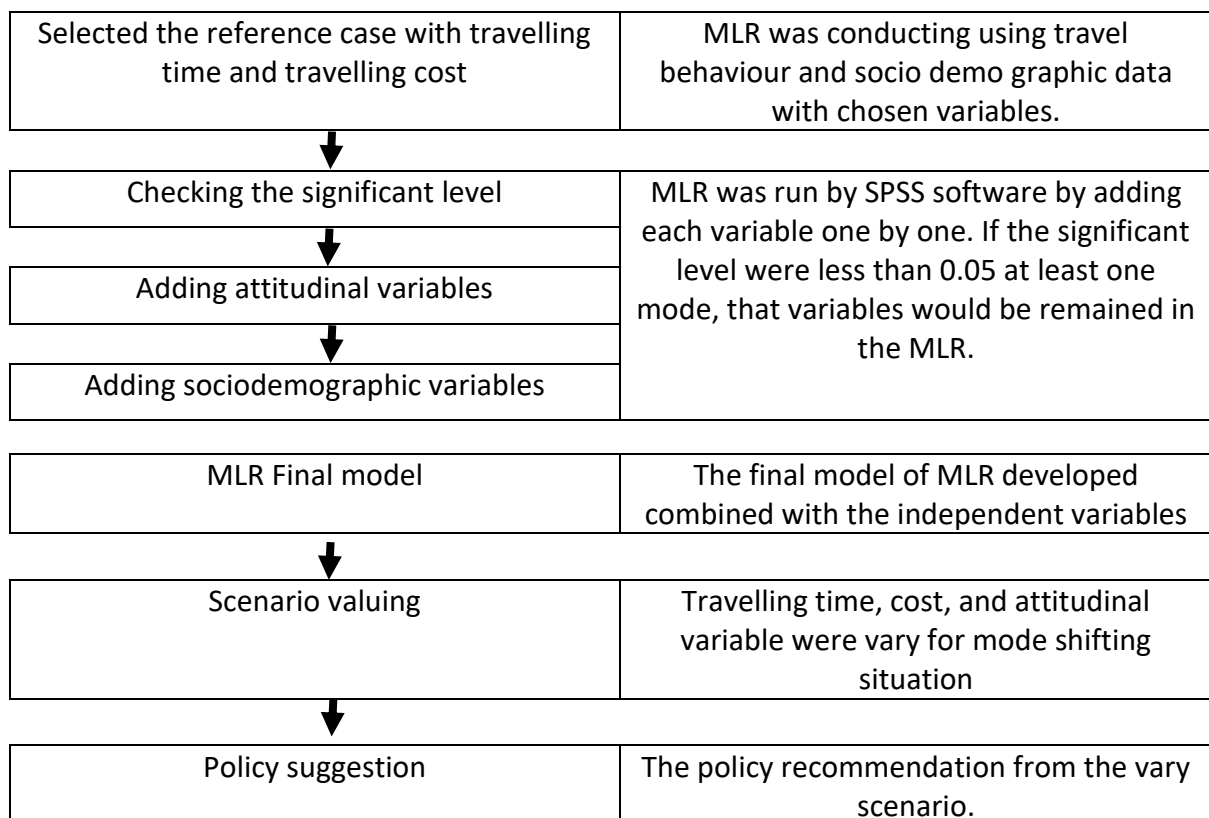 Selected the reference case with travelling
time and travelling cost
MLR was conducting using travel
behaviour and socio demo graphic data
with chosen variables.
Checking the significant level
Adding attitudinal variables
Adding sociodemographic variables
MLR was run by SPSS software by adding
each variable one by one. If the significant
level were less than 0.05 at least one
mode, that variables would be remained in
the MLR.
MLR Final model
The final model of MLR developed
combined with the independent variables
Scenario valuing
Travelling time, cost, and attitudinal
variable were vary for mode shifting
situation
Policy suggestion
The policy recommendation from the vary
scenario.